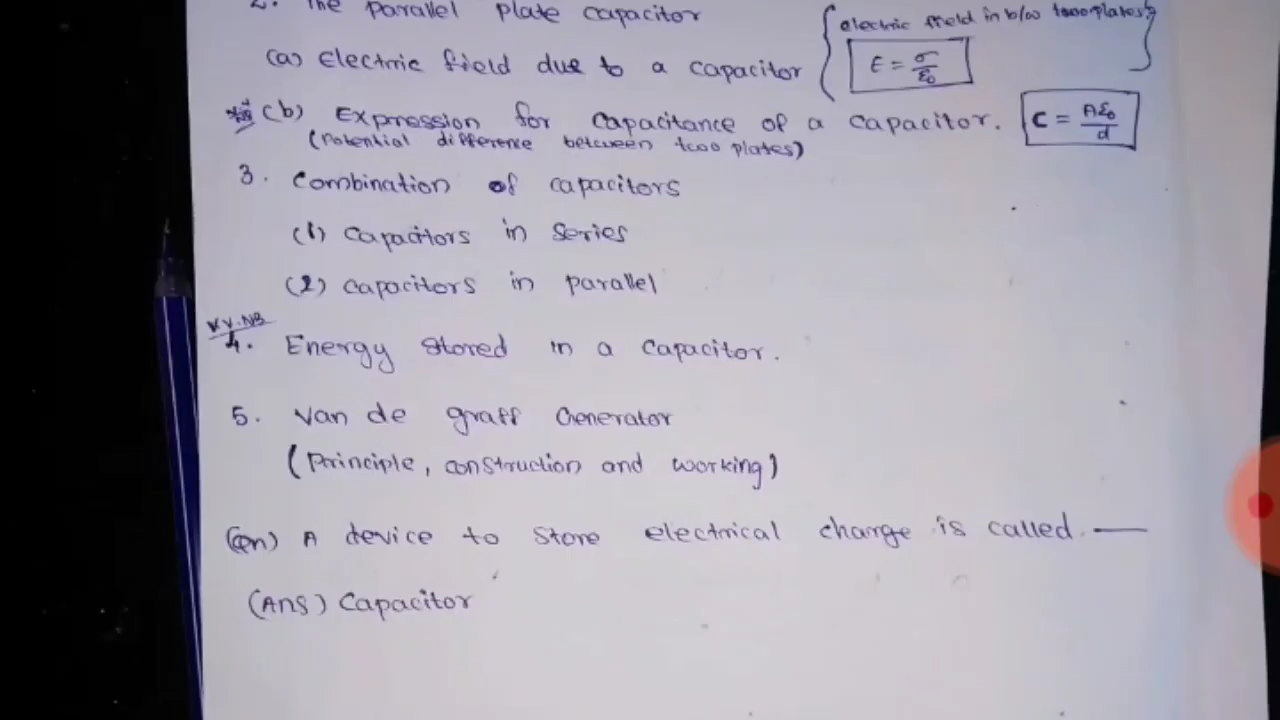 2. The parallel plate capacitor
{electric field in b/w two plates}
(a) Electric field due to a capacitor
E = σ/ε₀
(b) Expression for capacitance of a capacitor. C = Aε₀/d
(Potential difference between two plates)
3. Combination of capacitors
(1) Capacitors in series
(2) Capacitors in parallel
4. Energy stored in a capacitor.
5. Van de graff Generator
(Principle, construction and working)
(Qn) A device to store electrical charge is called. —
(Ans) Capacitor